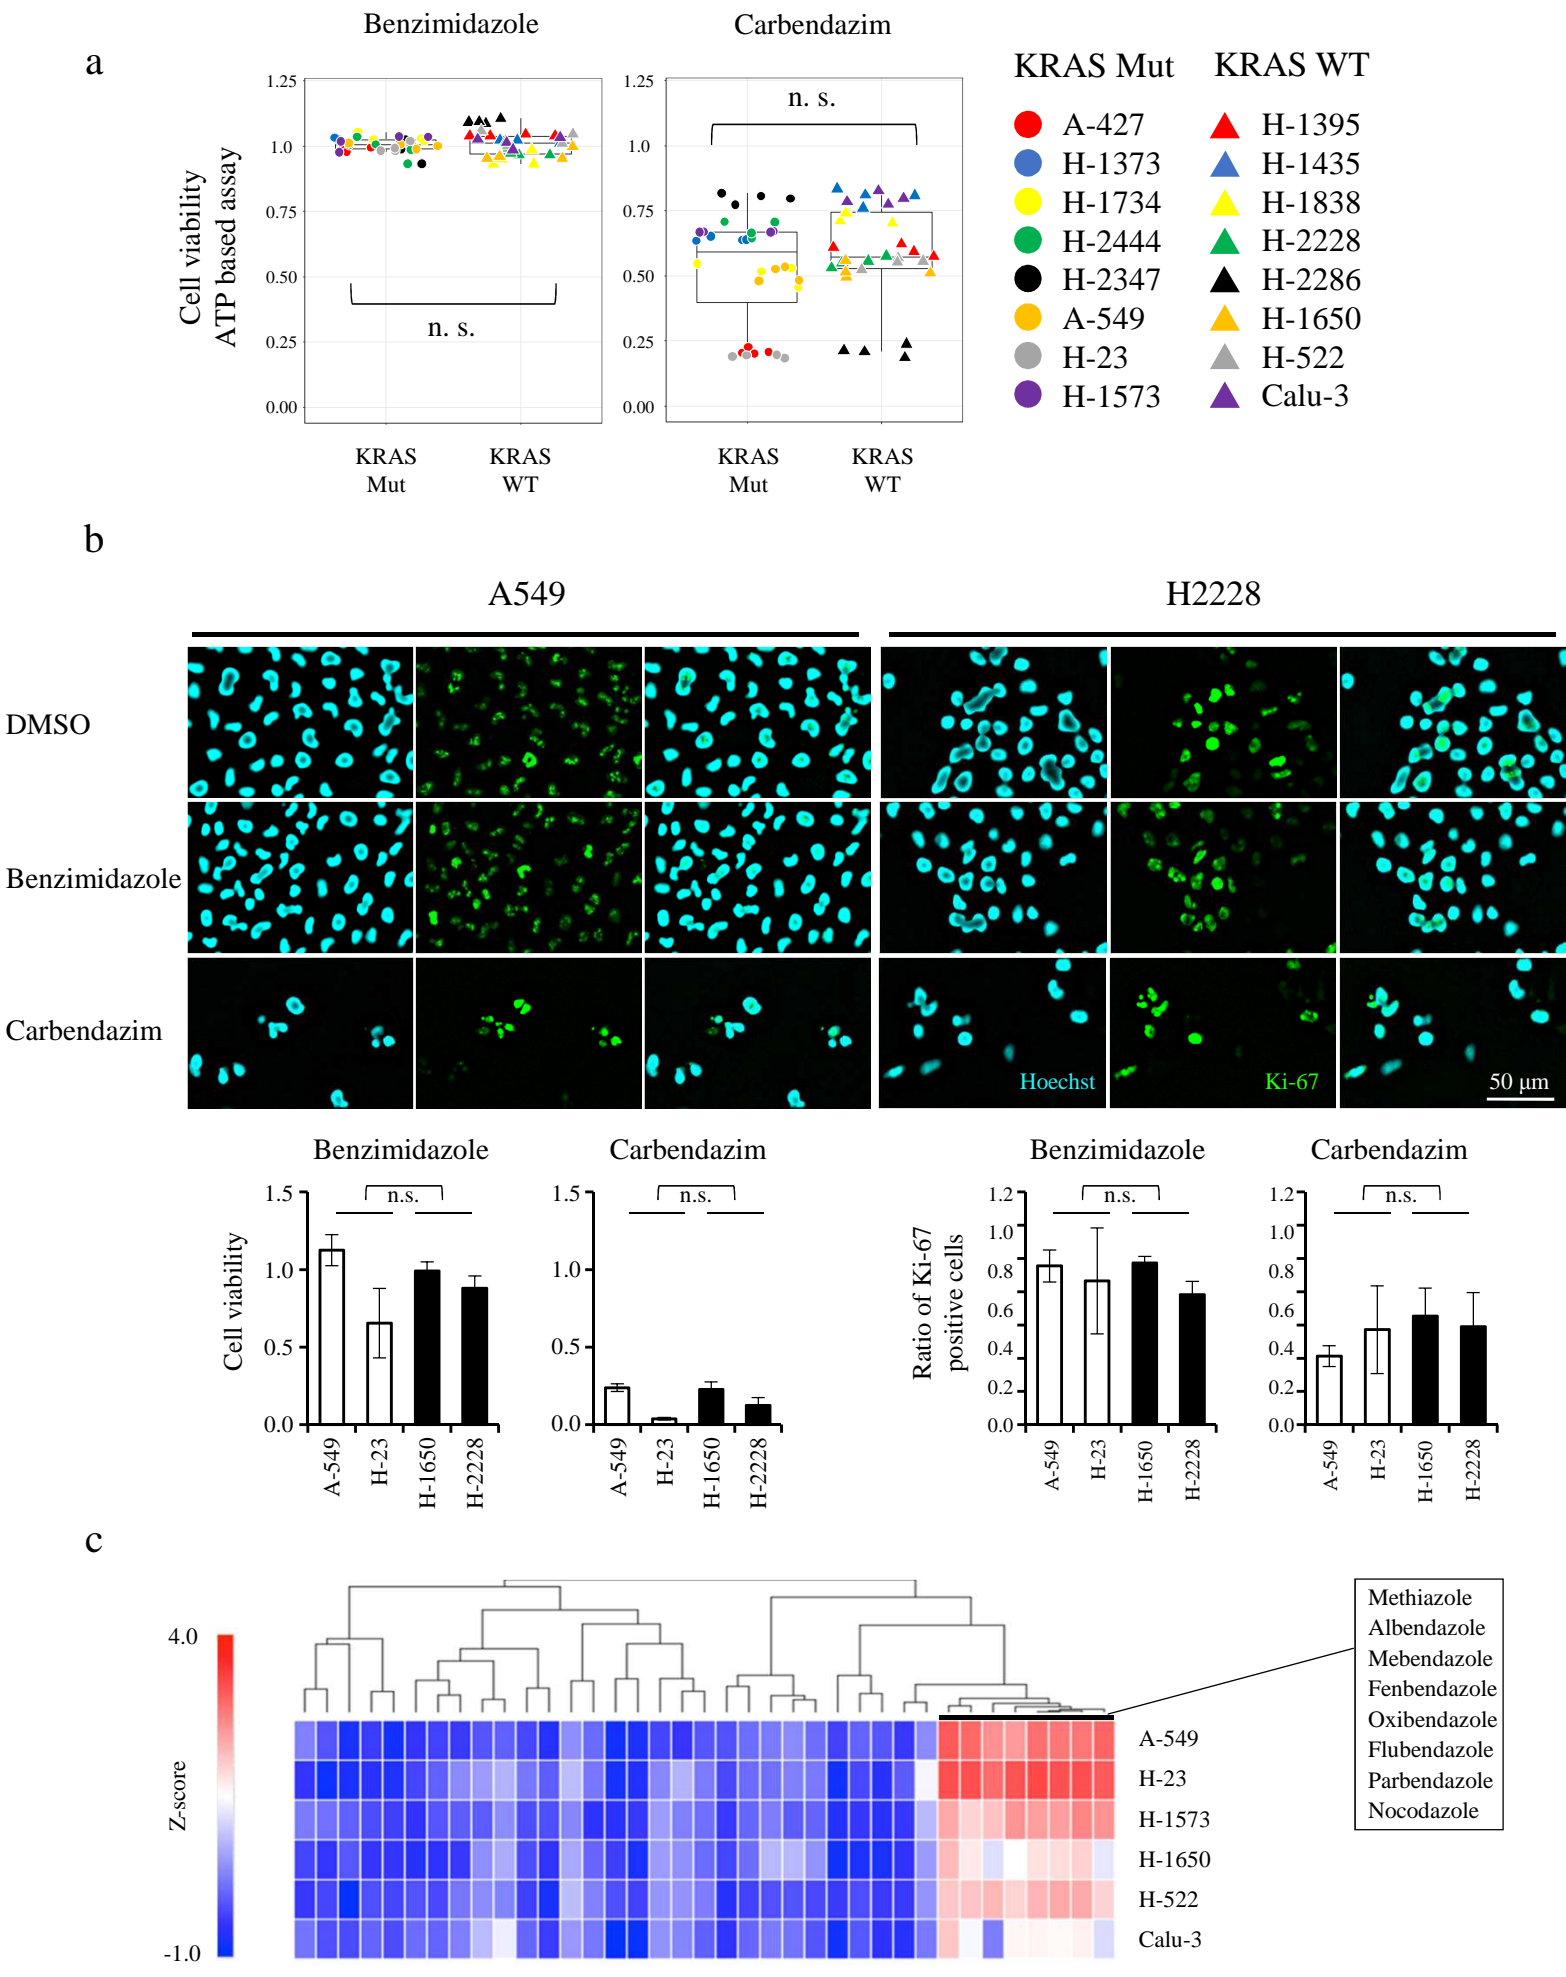 a
Benzimidazole
Carbendazim
Cell viability
ATP based assay
1.25
1.0
0.75
0.50
0.25
0.00
n. s.
KRAS
Mut
KRAS
WT
1.25
1.0
0.75
0.50
0.25
0.00
n. s.
KRAS
Mut
KRAS
WT
KRAS Mut KRAS WT
A-427 H-1395
H-1373 H-1435
H-1734 H-1838
H-2444 H-2228
H-2347 H-2286
A-549 H-1650
H-23 H-522
H-1573 Calu-3
b
A549
H2228
DMSO
Benzimidazole
Carbendazim
Hoechst
Ki-67
50 μm
Benzimidazole
Cell viability
1.5
1.0
0.5
0.0
n.s.
A-549
H-23
H-1650
H-2228
Carbendazim
1.5
1.0
0.5
0.0
n.s.
A-549
H-23
H-1650
H-2228
Benzimidazole
Ratio of Ki-67
positive cells
1.2
1.0
0.8
0.6
0.4
0.2
0.0
n.s.
A-549
H-23
H-1650
H-2228
Carbendazim
1.2
1.0
0.8
0.6
0.4
0.2
0.0
n.s.
A-549
H-23
H-1650
H-2228
c
4.0
Z-score
-1.0
A-549
H-23
H-1573
H-1650
H-522
Calu-3
Methiazole
Albendazole
Mebendazole
Fenbendazole
Oxibendazole
Flubendazole
Parbendazole
Nocodazole